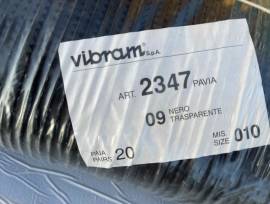 vibram S.p.A.
ART. 2347 PAVIA
09 NERO
TRASPARENTE
PAIA
PAIRS 20
MIS.
SIZE 010